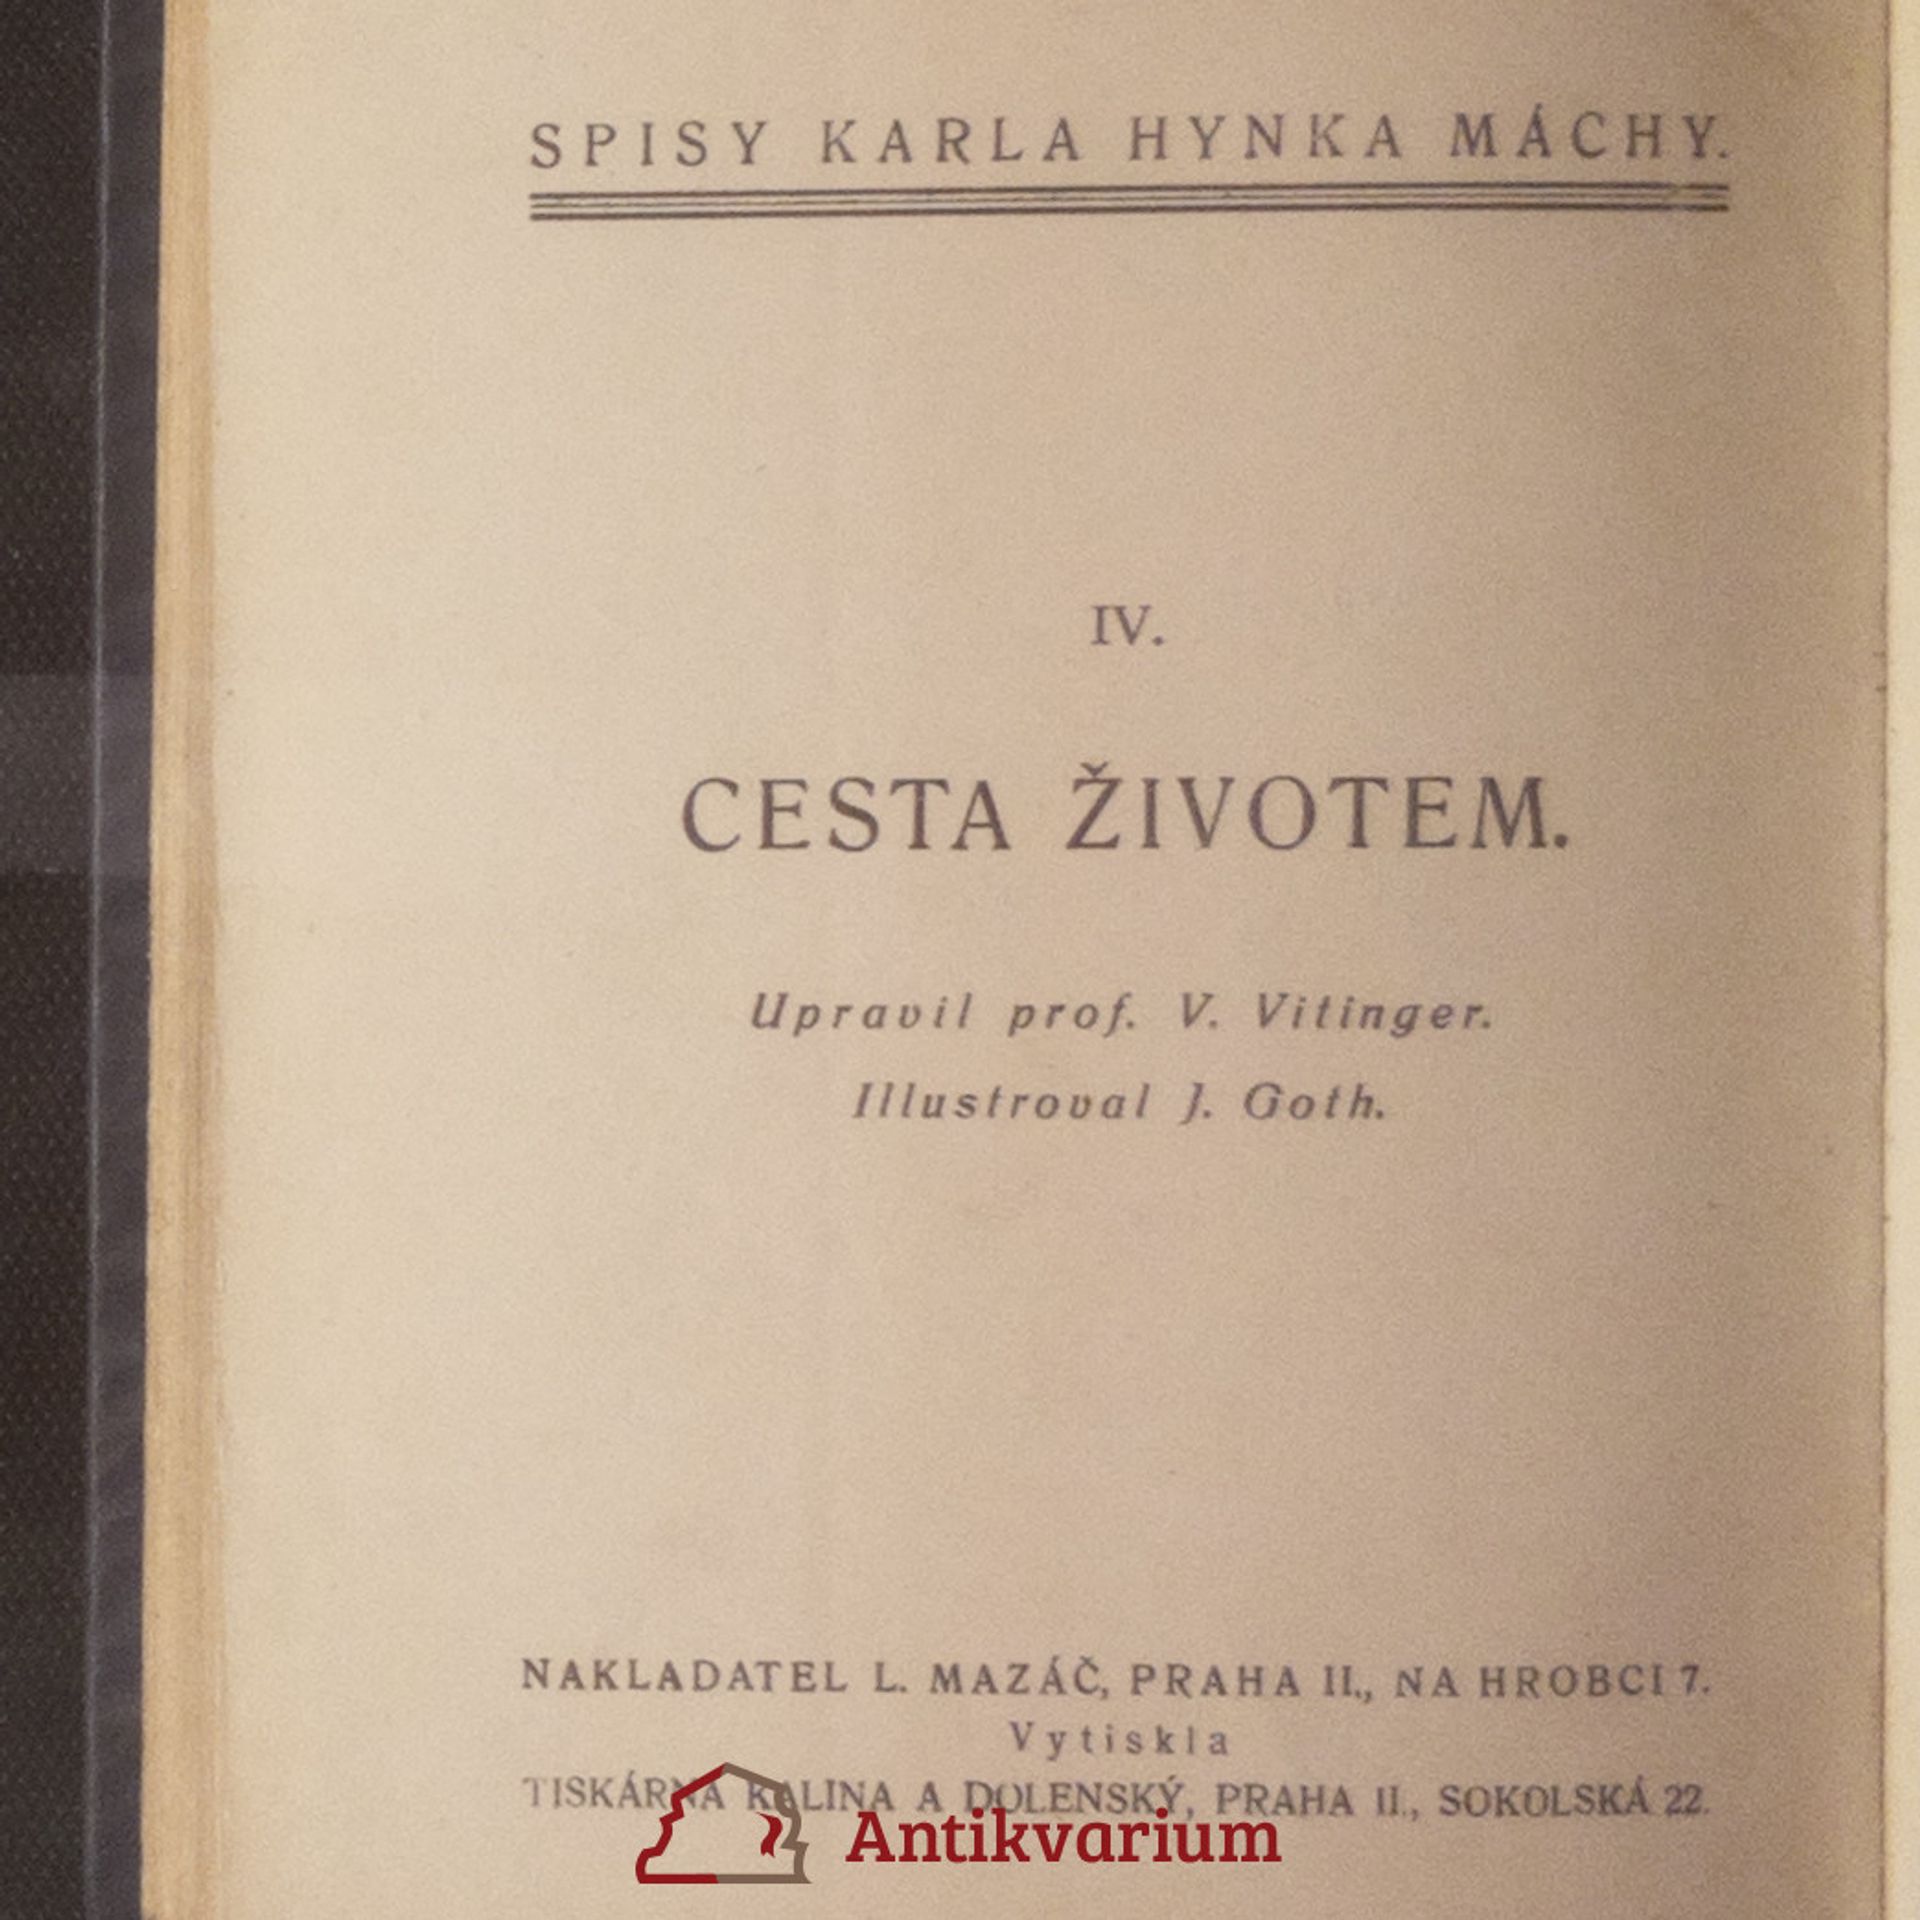 SPISY KARLA HYNKA MÁCHY.
IV.
CESTA ŽIVOTEM.
Upravil prof. V. Vitinger.
Illustroval J. Goth.
NAKLADATEL L. MAZÁČ, PRAHA II., NA HROBCI 7.
Vytiskla
TISKÁRNA KALINA A DOLENSKÝ, PRAHA II., SOKOLSKÁ 22.
Antikvarium